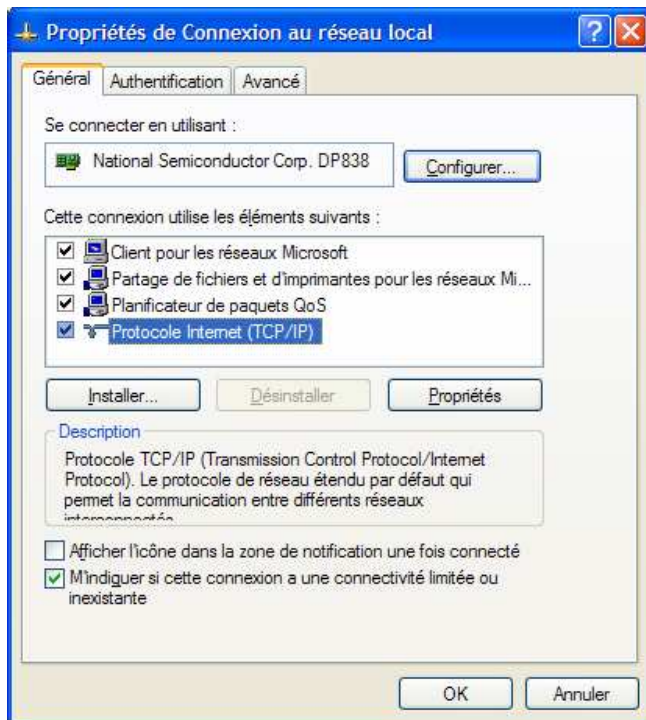 Propriétés de Connexion au réseau local
Général Authentification Avancé
Se connecter en utilisant :
National Semiconductor Corp. DP838 Configurer...
Cette connexion utilise les éléments suivants :
Client pour les réseaux Microsoft
Partage de fichiers et d'imprimantes pour les réseaux Mi...
Planificateur de paquets QoS
Protocole Internet (TCP/IP)
Installer... Désinstaller Propriétés
Description
Protocole TCP/IP (Transmission Control Protocol/Internet
Protocol). Le protocole de réseau étendu par défaut qui
permet la communication entre différents réseaux
interconnectés.
Afficher l'icône dans la zone de notification une fois connecté
M'indiquer si cette connexion a une connectivité limitée ou
inexistante
OK Annuler